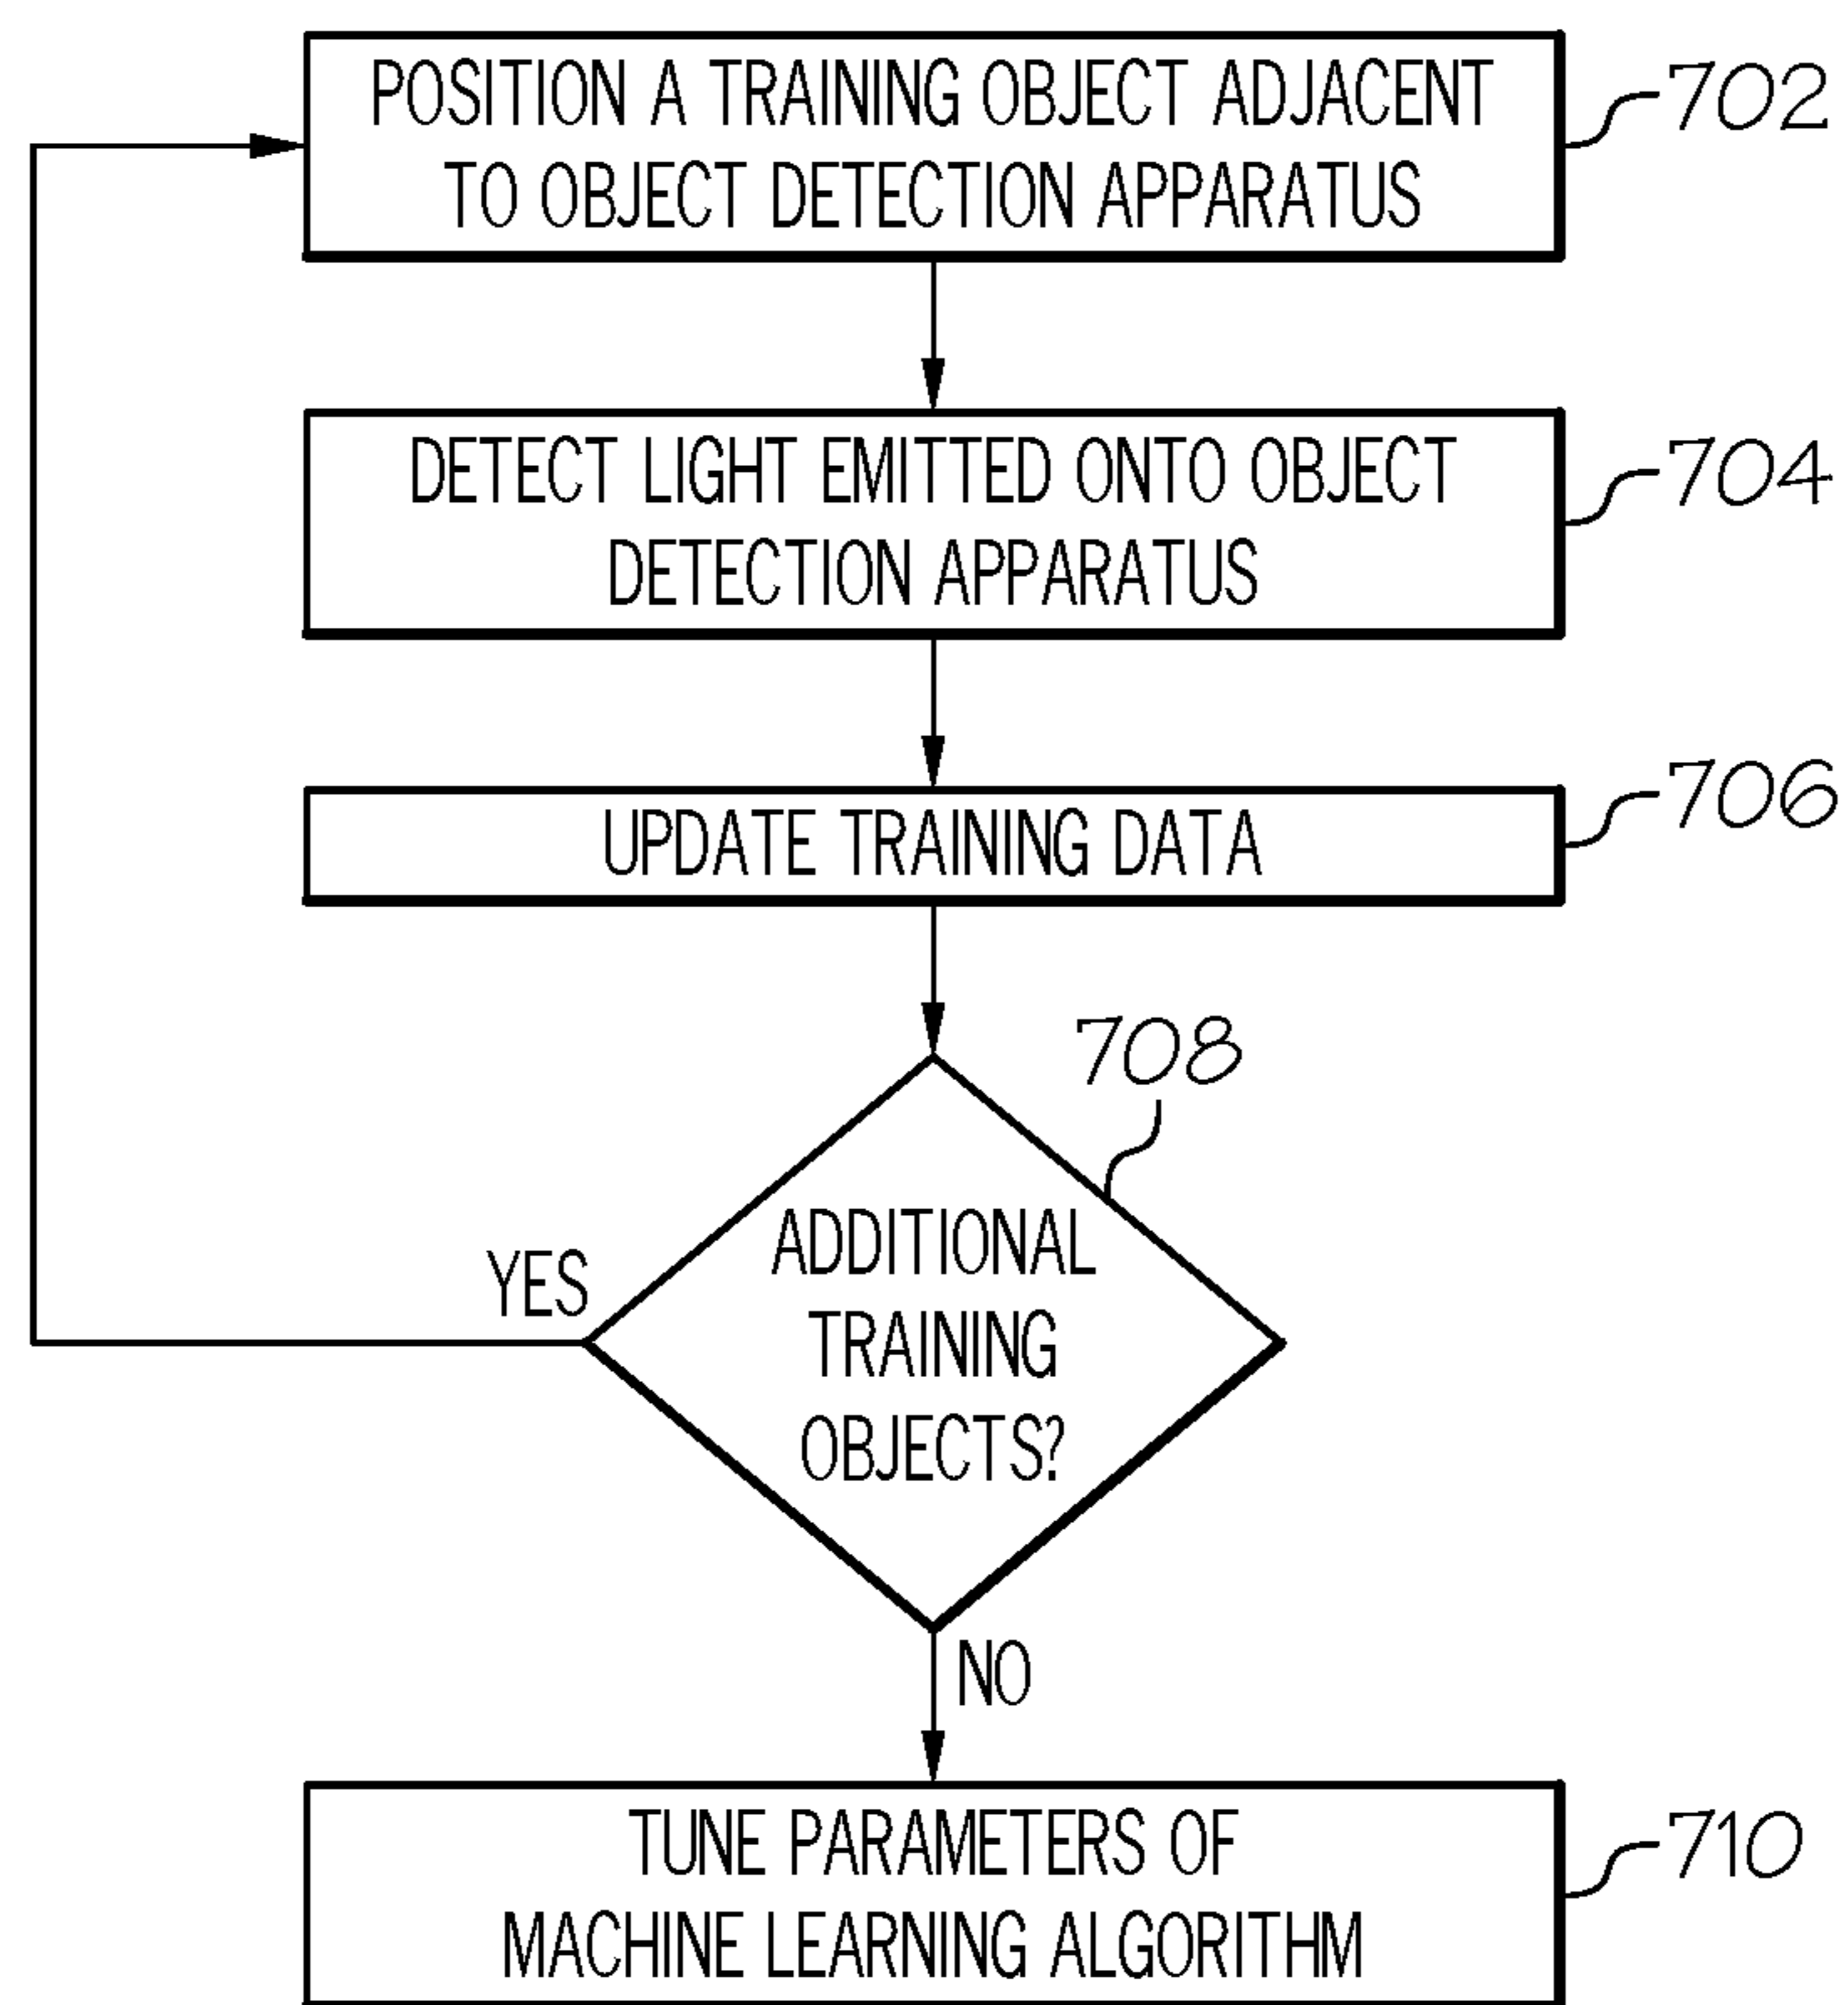 POSITION A TRAINING OBJECT ADJACENT
TO OBJECT DETECTION APPARATUS
702
DETECT LIGHT EMITTED ONTO OBJECT
DETECTION APPARATUS
704
UPDATE TRAINING DATA
706
708
ADDITIONAL
TRAINING
OBJECTS?
YES
NO
TUNE PARAMETERS OF
MACHINE LEARNING ALGORITHM
710